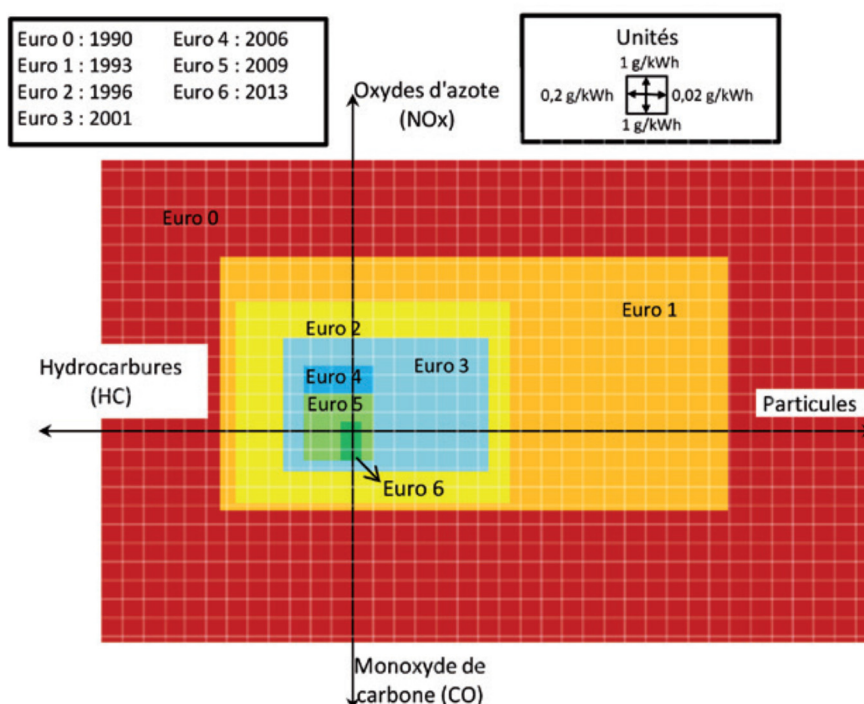 Euro 0 : 1990 Euro 4 : 2006
Euro 1 : 1993 Euro 5 : 2009
Euro 2 : 1996 Euro 6 : 2013
Euro 3 : 2001
Unités
1 g/kWh
0,2 g/kWh 0,02 g/kWh
1 g/kWh
Oxydes d'azote
(NOx)
Euro 0
Euro 1
Euro 2
Euro 3
Euro 4
Euro 5
Hydrocarbures
(HC)
Particules
Euro 6
Monoxyde de
carbone (CO)